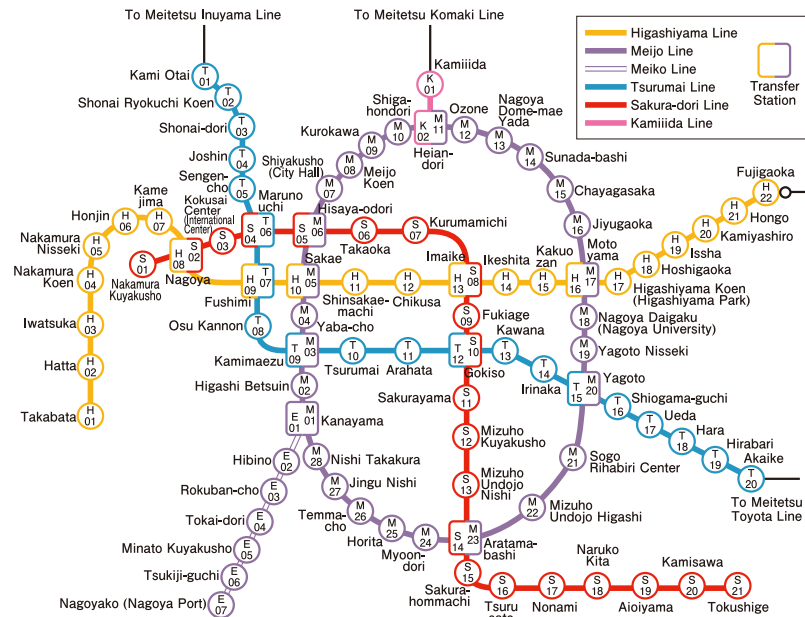 To Meitetsu Inuyama Line
To Meitetsu Komaki Line
Higashiyama Line
Meijo Line
Meiko Line
Tsurumai Line
Sakura-dori Line
Kamiiida Line
Transfer
Station
Kami Otai
T 01
Shonai Ryokuchi Koen
T 02
Shonai-dori
T 03
Joshin
T 04
Sengen-
cho
T 05
Maruno
uchi
S 04
T 06
Kamiiida
K 01
K 02
M 11
Heian-
dori
Shiga-
hondori
M 10
Kurokawa
M 09
Meijo
Koen
M 08
Shiyakusho
(City Hall)
M 07
Hisaya-odori
S 05
M 06
Ozone
M 12
Nagoya
Dome-mae
Yada
M 13
Sunada-bashi
M 14
Chayagasaka
M 15
Jiyugaoka
M 16
Moto
yama
H 16
M 17
Fujigaoka
H 22
Hongo
H 21
Kamiyashiro
H 20
Issha
H 19
Hoshigaoka
H 18
Higashiyama Koen
(Higashiyama Park)
H 17
Kame
jima
H 07
Honjin
H 06
Nakamura
Nisseki
H 05
Nakamura
Koen
H 04
Iwatsuka
H 03
Hatta
H 02
Takabata
H 01
Kokusai
Center
(International
Center)
S 03
S 01
Nakamura
Kuyakusho
H 08
S 02
Nagoya
Takaoka
S 06
Kurumamichi
S 07
Sakae
H 10
M 05
Fushimi
H 09
T 07
Shinsakae-
machi
H 11
Chikusa
H 12
Imaike
H 13
S 08
Ikeshita
H 14
Kakuo
zan
H 15
Osu Kannon
T 08
Yaba-cho
M 04
Kamimaezu
T 09
M 03
Tsurumai
T 10
Arahata
T 11
Fukiage
S 09
Gokiso
T 12
S 10
Kawana
T 13
Irinaka
T 14
Nagoya Daigaku
(Nagoya University)
M 18
Yagoto Nisseki
M 19
Yagoto
T 15
M 20
Shiogama-guchi
T 16
Ueda
T 17
Hara
T 18
Hirabari
T 19
Akaike
T 20
To Meitetsu
Toyota Line
Higashi Betsuin
M 02
Kanayama
E 01
M 01
Hibino
E 02
Rokuban-cho
E 03
Tokai-dori
E 04
Minato Kuyakusho
E 05
Tsukiji-guchi
E 06
Nagoyako (Nagoya Port)
E 07
Nishi Takakura
M 28
Jingu Nishi
M 27
Temma-
cho
M 26
Horita
M 25
Myoon-
dori
M 24
Sakurayama
S 11
Mizuho
Kuyakusho
S 12
Mizuho
Undojo
Nishi
S 13
Aratama-
bashi
S 14
M 23
Mizuho
Undojo Higashi
M 22
Sogo
Rihabiri Center
M 21
Sakura-
hommachi
S 15
Tsuru
S 16
Nonami
S 17
Naruko
Kita
S 18
Aioiyama
S 19
Kamisawa
S 20
Tokushige
S 21